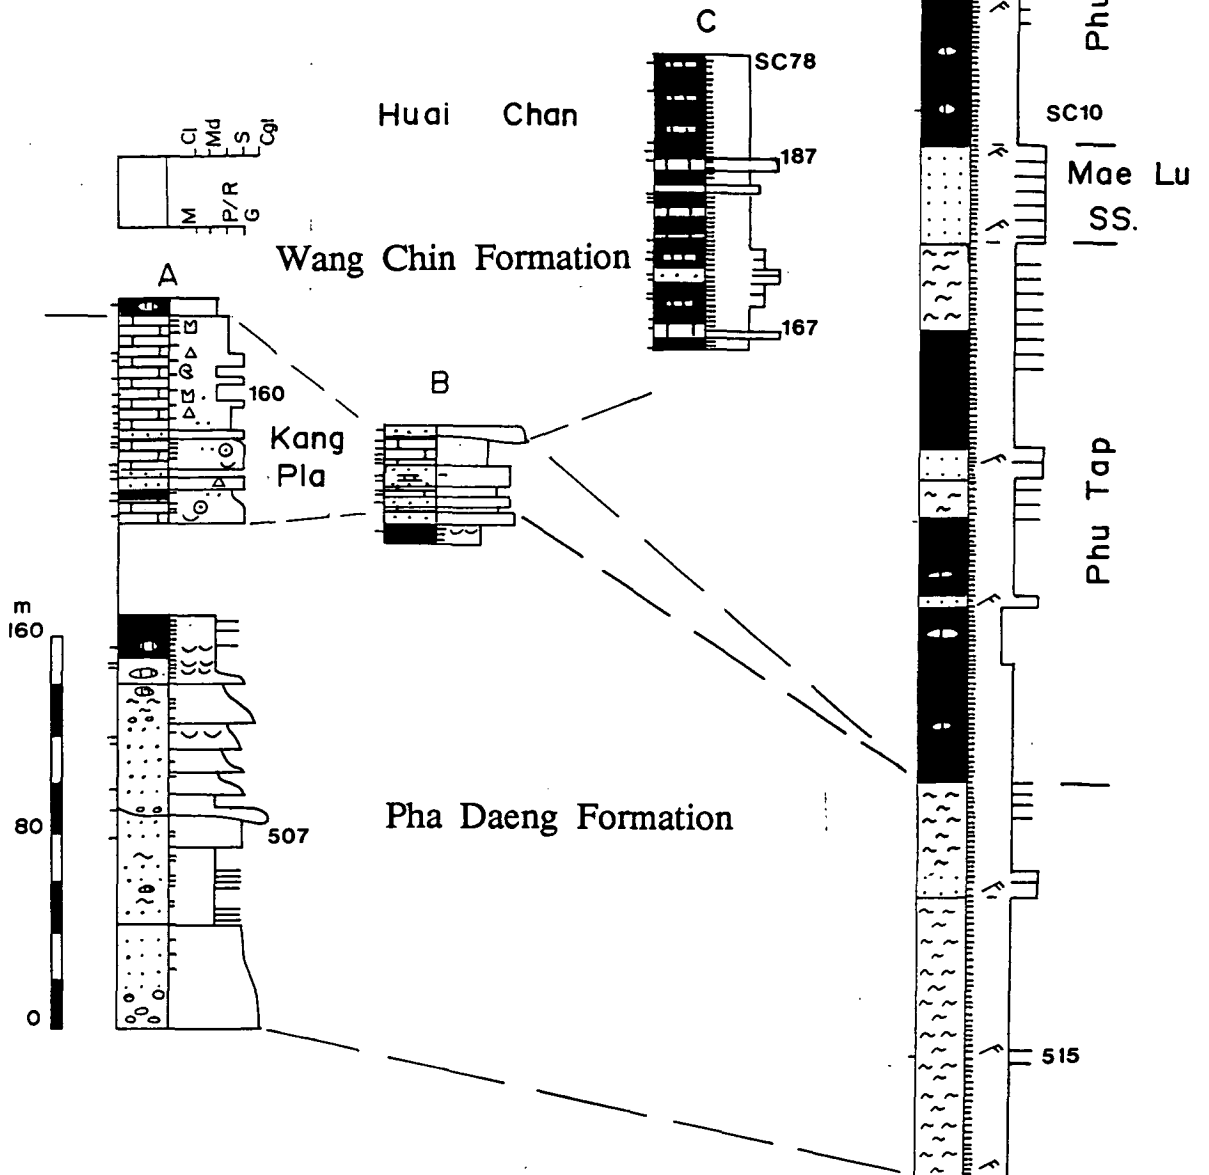 C
SC78
Phu
SC10
Huai Chan
Cl
Md
S
Cgl
187
Mae Lu
SS.
M
P/R
G
Wang Chin Formation
A
167
160
B
Kang
Pla
Phu Tap
m
160
80
507
Pha Daeng Formation
0
515